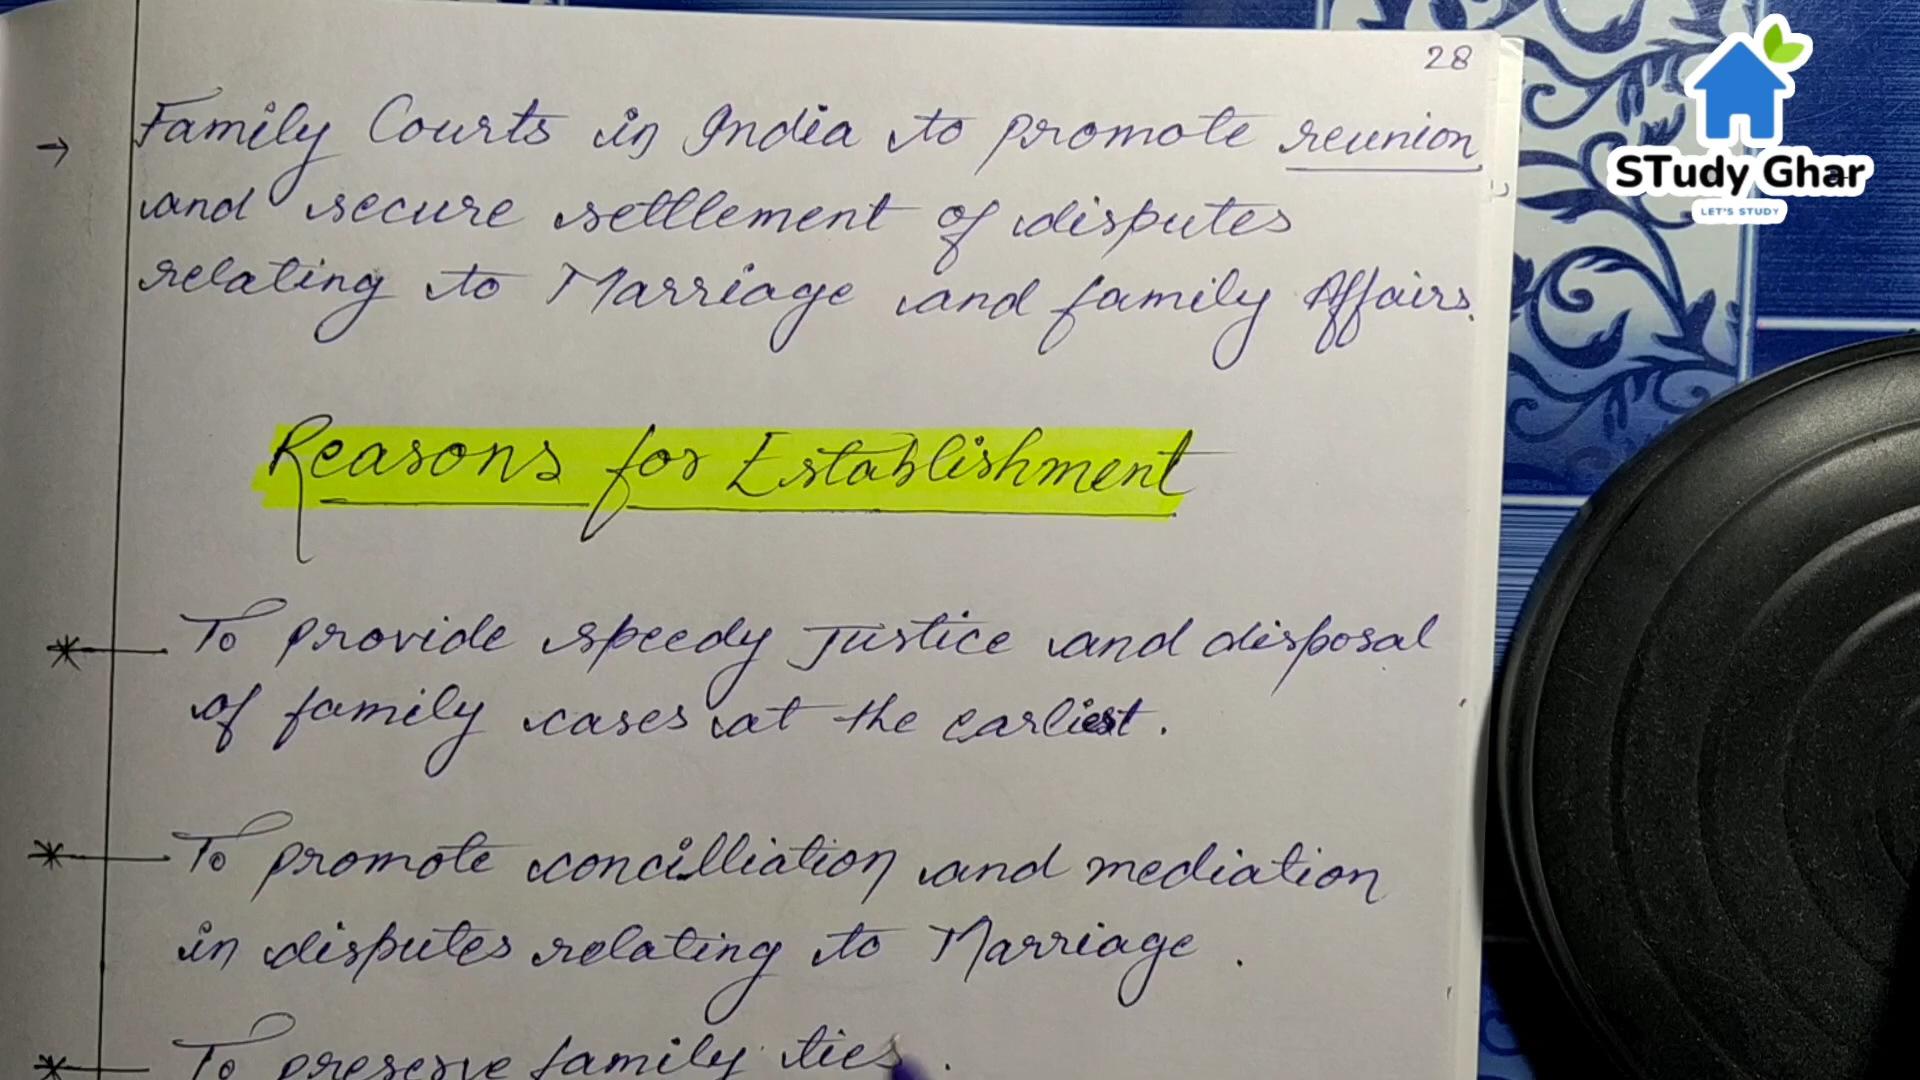 28
Family Courts in India to promote reunion
and secure settlement of disputes
relating to Marriage and family Affairs.
Reasons for Establishment
To provide speedy Justice and disposal
of family cases at the earliest.
To promote concilliation and mediation
in disputes relating to Marriage.
To preserve family ties.
STudy Ghar
LET'S STUDY